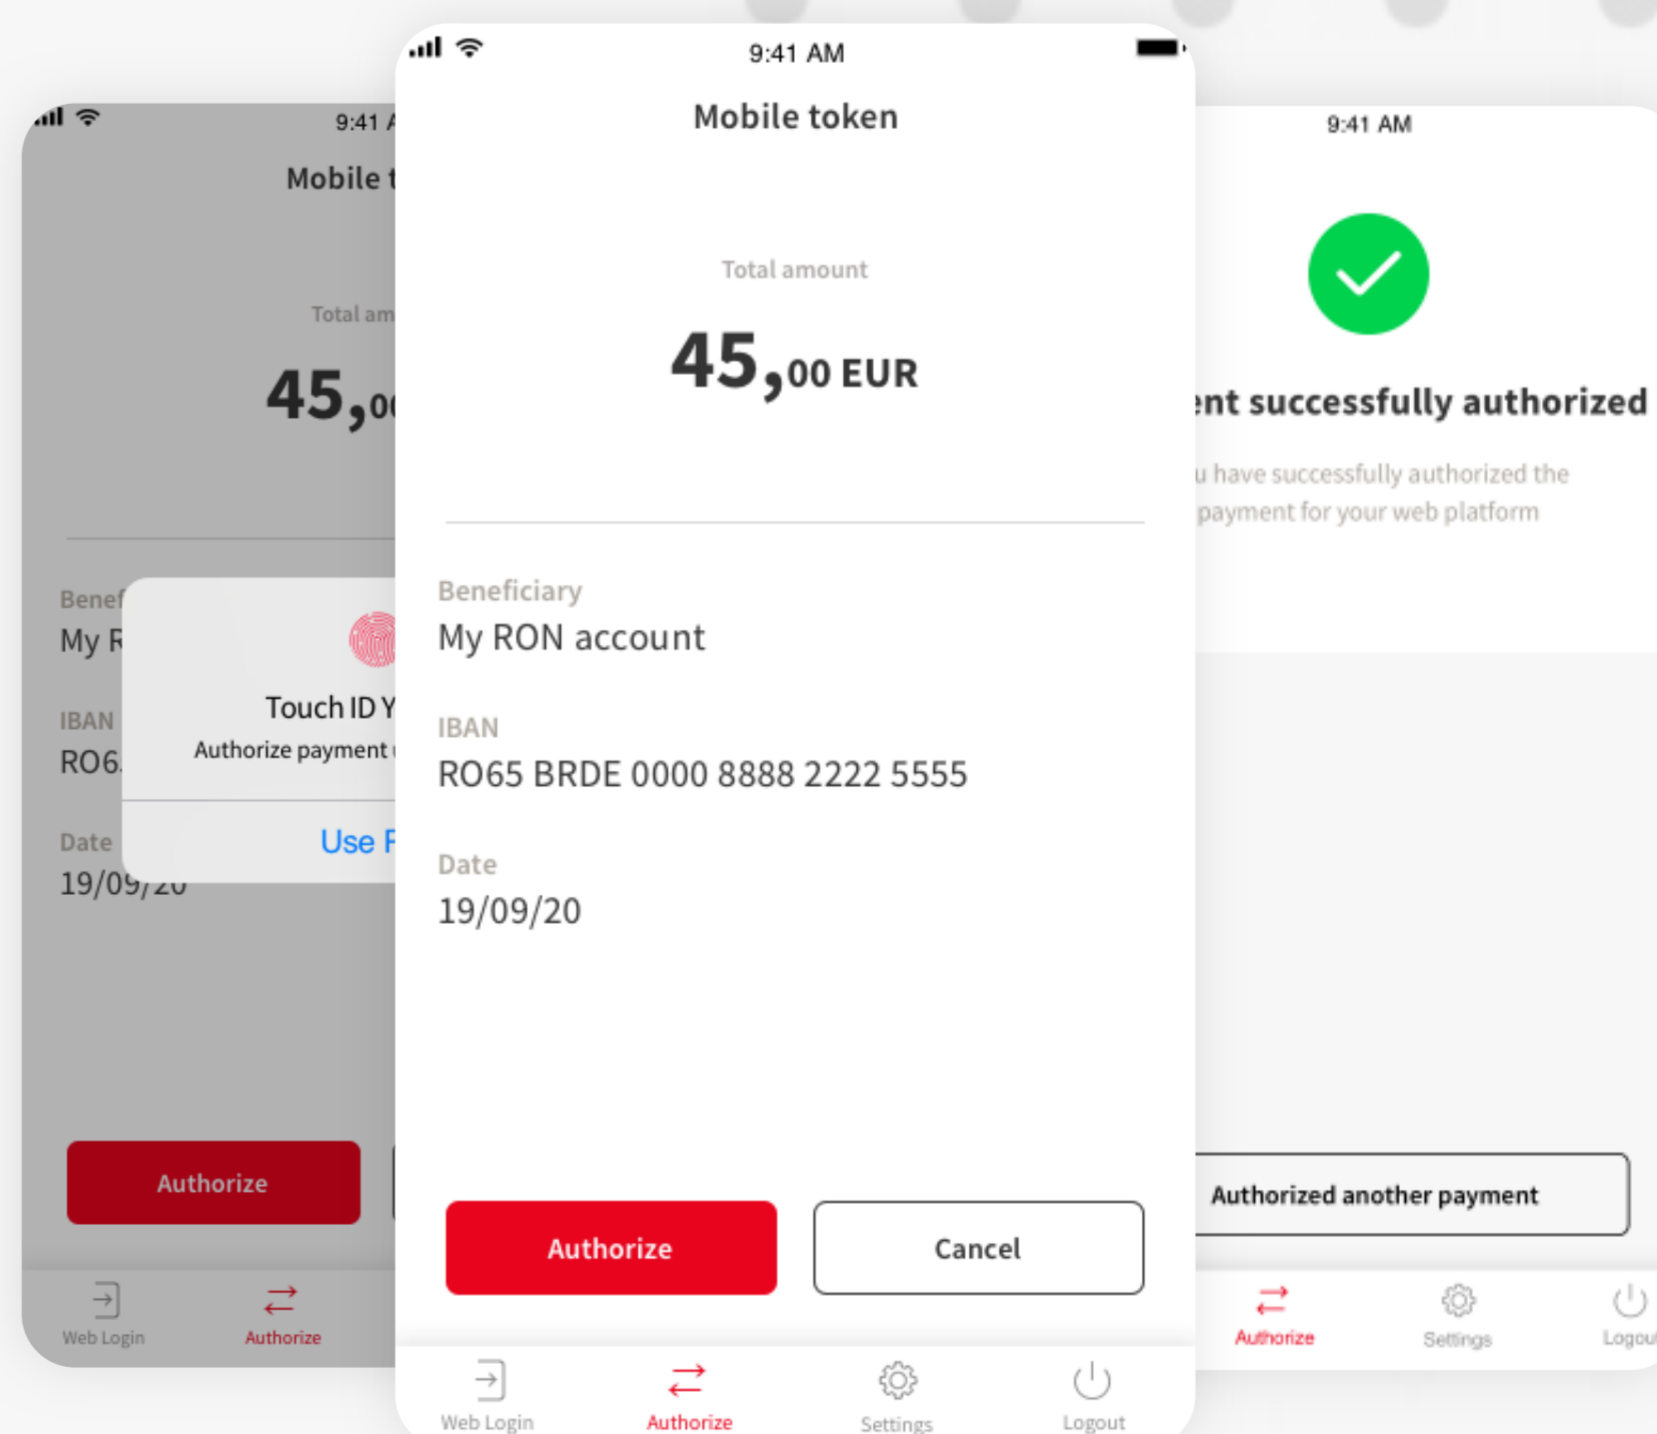 9:41
Mobile
Total
45,
My
IBAN
Date
19/09/20
Touch ID
Authorize payment
Use
Authorize
Web Login
Authorize
9:41 AM
Mobile token
Total amount
45,00 EUR
Beneficiary
My RON account
IBAN
RO65 BRDE 0000 8888 2222 5555
Date
19/09/20
Authorize
Cancel
Web Login
Authorize
Settings
Logout
9:41 AM
successfully authorized
have successfully authorized the
payment for your web platform
Authorized another payment
Authorize
Settings